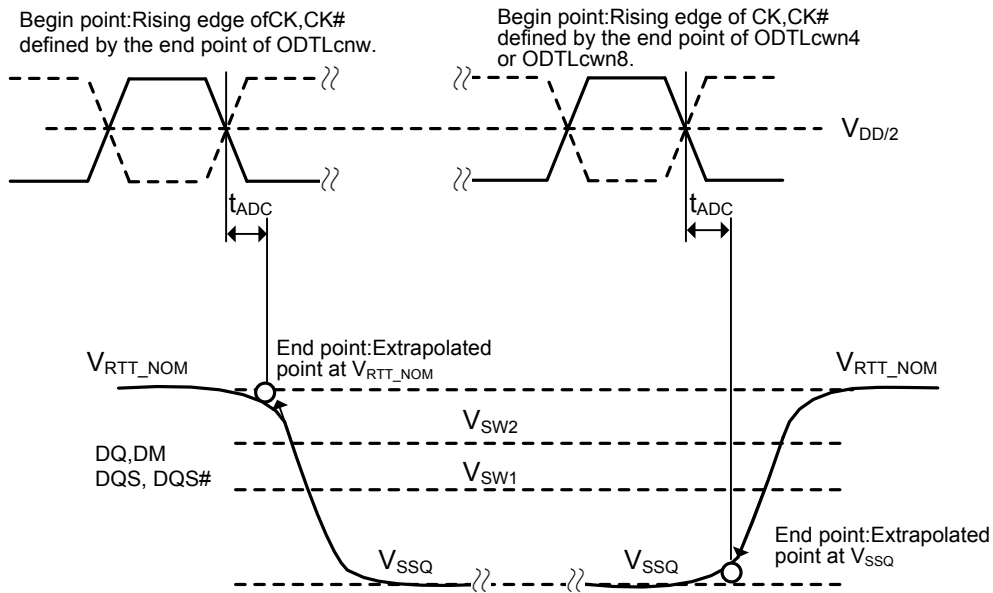 Begin point:Rising edge ofCK,CK#
defined by the end point of ODTLcnw.
Begin point:Rising edge of CK,CK#
defined by the end point of ODTLcwn4
or ODTLcwn8.
VDD/2
tADC
tADC
End point:Extrapolated
point at VRTT_NOM
VRTT_NOM
VRTT_NOM
VSW2
DQ,DM
DQS, DQS#
VSW1
End point:Extrapolated
point at VSSQ
VSSQ
VSSQ